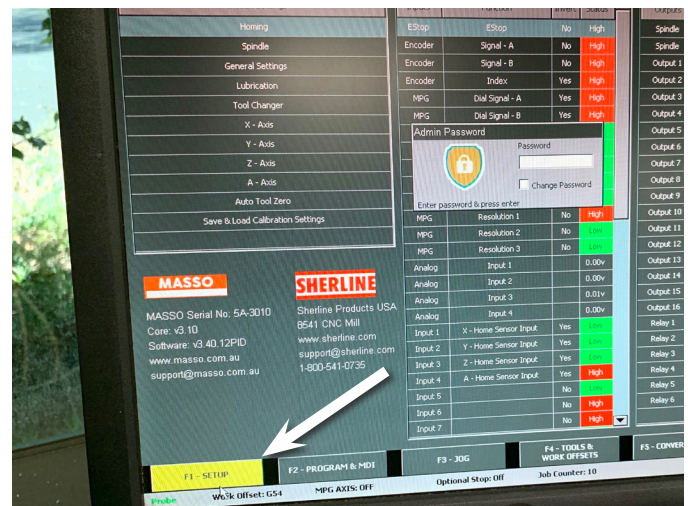 Inputs Function Invert Status Outputs
Homing
Spindle
General Settings
Lubrication
Tool Changer
X - Axis
Y - Axis
Z - Axis
A - Axis
Auto Tool Zero
Save & Load Calibration Settings
EStop EStop No High
Encoder Signal - A No High
Encoder Signal - B No High
Encoder Index Yes High
MPG Dial Signal - A Yes High
MPG Dial Signal - B Yes High
Admin Password
Password
Change Password
Enter password & press enter
MPG Resolution 1 No High
MPG Resolution 2 No Low
MPG Resolution 3 No Low
Analog Input 1 0.00v
Analog Input 2 0.00v
Analog Input 3 0.01v
Analog Input 4 0.00v
Input 1 X - Home Sensor Input Yes Low
Input 2 Y - Home Sensor Input Yes Low
Input 3 Z - Home Sensor Input Yes Low
Input 4 A - Home Sensor Input Yes High
Input 5 No Low
Input 6 No High
Input 7 No High
Spindle
Spindle
Output 1
Output 2
Output 3
Output 4
Output 5
Output 6
Output 7
Output 8
Output 9
Output 10
Output 11
Output 12
Output 13
Output 14
Output 15
Output 16
Relay 1
Relay 2
Relay 3
Relay 4
Relay 5
Relay 6
MASSO
MASSO Serial No: 5A-3010
Core: v3.10
Software: v3.40.12PID
www.masso.com.au
support@masso.com.au
SHERLINE
Sherline Products USA
8541 CNC Mill
www.sherline.com
support@sherline.com
1-800-541-0735
F1 - SETUP
F2 - PROGRAM & MDI
F3 - JOG
F4 - TOOLS &
WORK OFFSETS
F5 - CONVER
Probe Work Offset: G54 MPG AXIS: OFF Optional Stop: Off Job Counter: 10